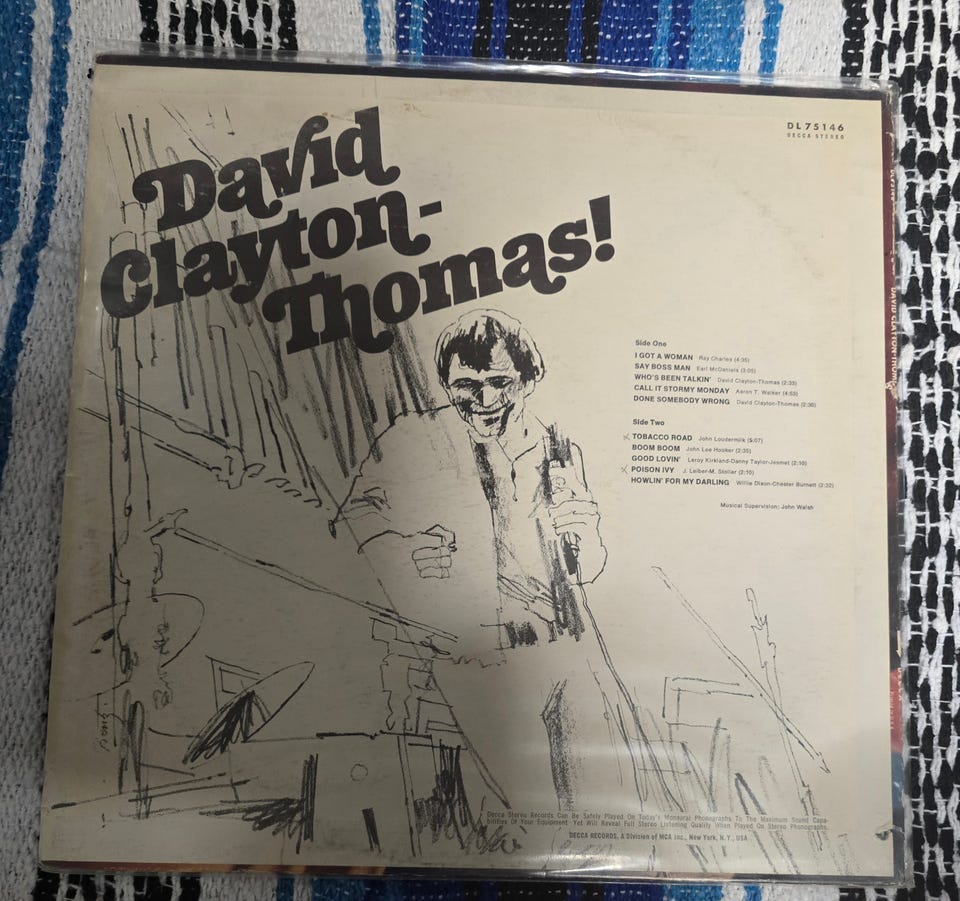 David
Clayton-
Thomas!
DL 75146
DECCA STEREO
Side One
I GOT A WOMAN Ray Charles (4:35)
SAY BOSS MAN Earl McDaniels (3:05)
WHO'S BEEN TALKIN' David Clayton-Thomas (2:33)
CALL IT STORMY MONDAY Aaron T. Walker (4:55)
DONE SOMEBODY WRONG David Clayton-Thomas (2:30)
Side Two
TOBACCO ROAD John Loudermilk (5:07)
BOOM BOOM John Lee Hooker (2:35)
GOOD LOVIN' Leroy Kirkland-Danny Taylor-Jesmet (2:10)
POISON IVY J. Leiber-M. Stoller (2:10)
HOWLIN' FOR MY DARLING Willie Dixon-Chester Burnett (2:32)
Musical Supervision: John Walsh
Decca Stereo Records Can Be Safely Played On Today's Monaural Phonographs To The Maximum Sound Capa-
bilities Of Your Equipment. Yet Will Reveal Full Stereo Listening Quality When Played On Stereo Phonographs.
DECCA RECORDS, A Division of MCA Inc., New York, N.Y., USA
DAVID CLAYTON-THOMAS